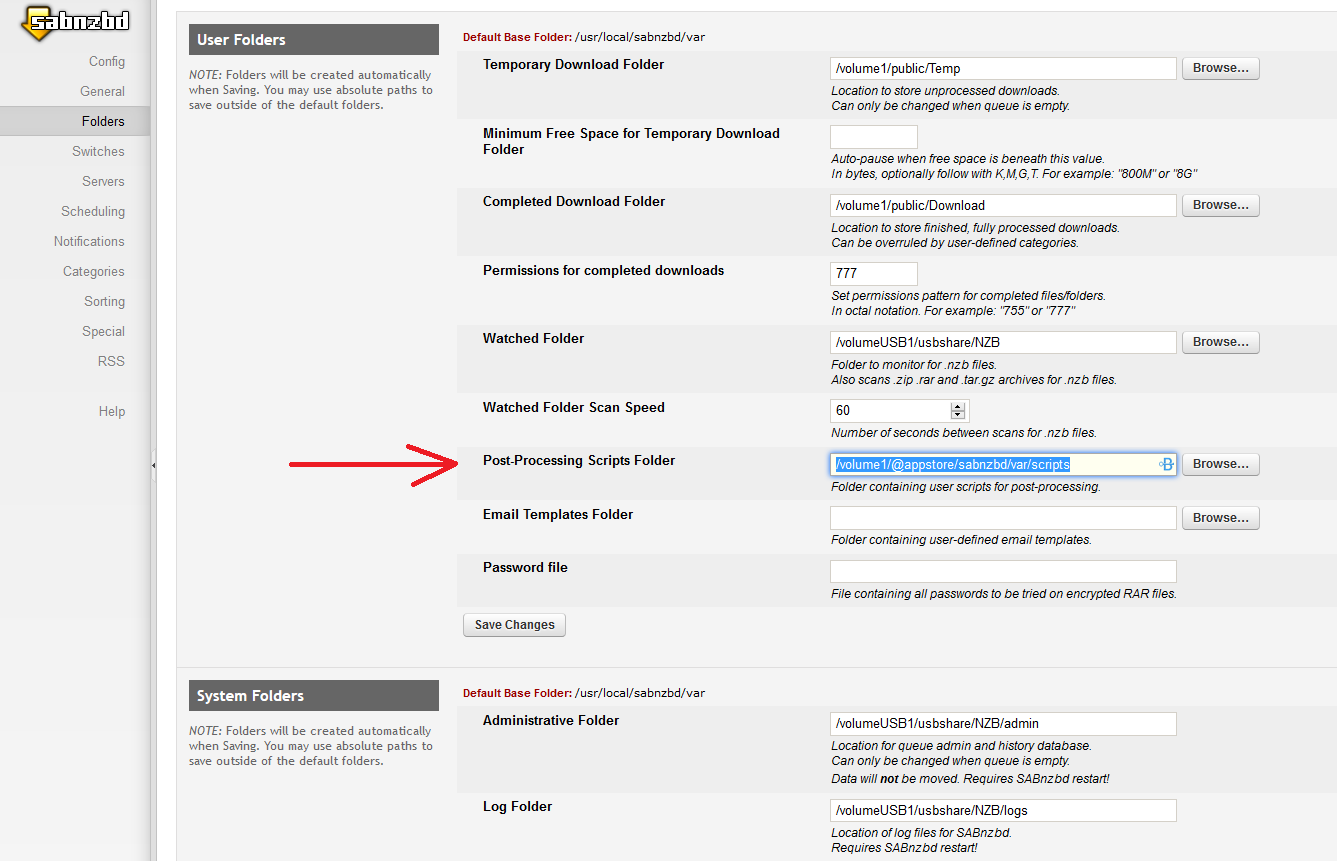 sabnzbd
Config
General
Folders
Switches
Servers
Scheduling
Notifications
Categories
Sorting
Special
RSS
Help
User Folders
NOTE: Folders will be created automatically
when Saving. You may use absolute paths to
save outside of the default folders.
Default Base Folder: /usr/local/sabnzbd/var
Temporary Download Folder
/volume1/public/Temp
Browse...
Location to store unprocessed downloads.
Can only be changed when queue is empty.
Minimum Free Space for Temporary Download
Folder
Auto-pause when free space is beneath this value.
In bytes, optionally follow with K,M,G,T. For example: "800M" or "8G"
Completed Download Folder
/volume1/public/Download
Browse...
Location to store finished, fully processed downloads.
Can be overruled by user-defined categories.
Permissions for completed downloads
777
Set permissions pattern for completed files/folders.
In octal notation. For example: "755" or "777"
Watched Folder
/volumeUSB1/usbshare/NZB
Browse...
Folder to monitor for .nzb files.
Also scans .zip .rar and .tar.gz archives for .nzb files.
Watched Folder Scan Speed
60
Number of seconds between scans for .nzb files.
Post-Processing Scripts Folder
/volume1/@appstore/sabnzbd/var/scripts
Browse...
Folder containing user scripts for post-processing.
Email Templates Folder
Browse...
Folder containing user-defined email templates.
Password file
File containing all passwords to be tried on encrypted RAR files.
Save Changes
System Folders
NOTE: Folders will be created automatically
when Saving. You may use absolute paths to
save outside of the default folders.
Default Base Folder: /usr/local/sabnzbd/var
Administrative Folder
/volumeUSB1/usbshare/NZB/admin
Location for queue admin and history database.
Can only be changed when queue is empty.
Data will not be moved. Requires SABnzbd restart!
Log Folder
/volumeUSB1/usbshare/NZB/logs
Location of log files for SABnzbd.
Requires SABnzbd restart!